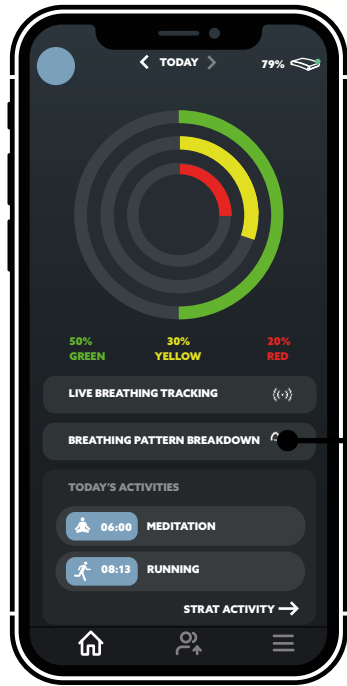 TODAY
79%
50% 30% 20%
GREEN YELLOW RED
LIVE BREATHING TRACKING
BREATHING PATTERN BREAKDOWN
TODAY'S ACTIVITIES
06:00 MEDITATION
08:13 RUNNING
STRAT ACTIVITY